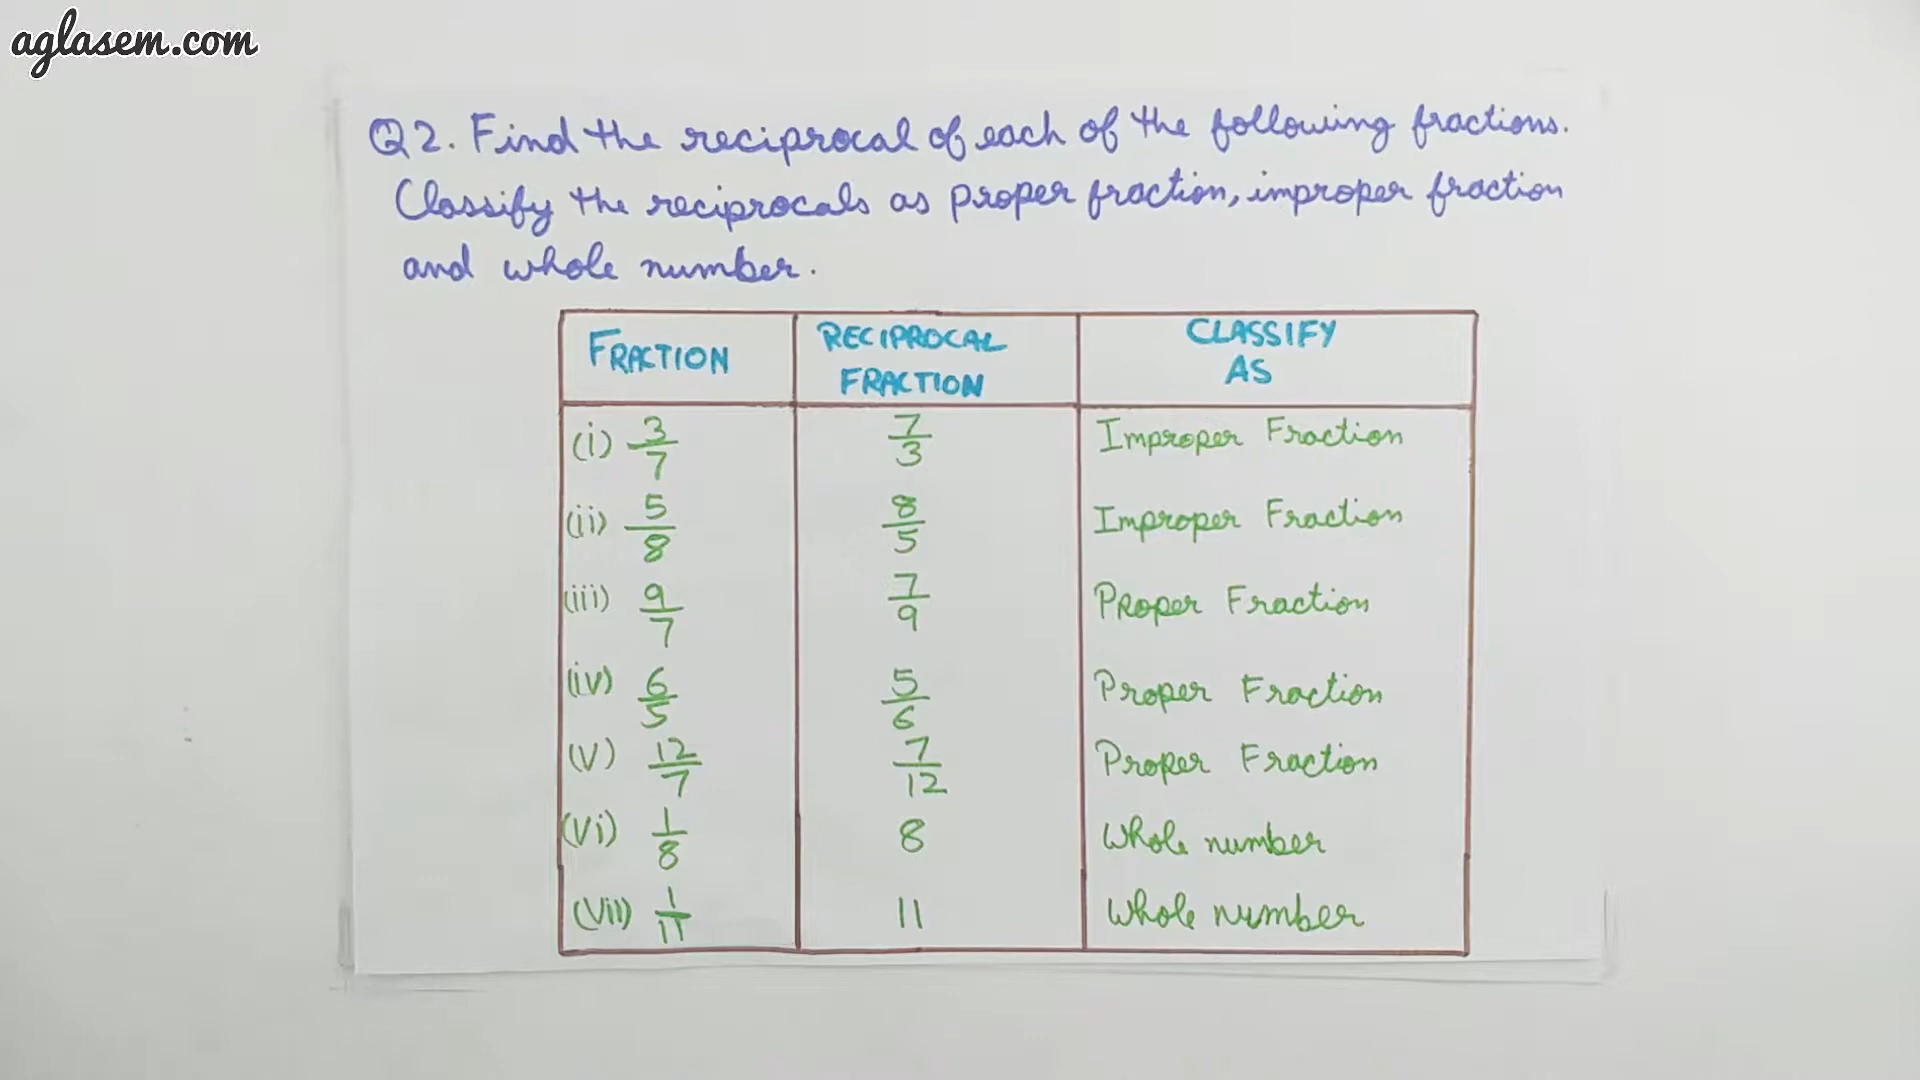 aglasem.com
Q2. Find the reciprocal of each of the following fractions.
Classify the reciprocals as proper fraction, improper fraction
and whole number.
FRACTION RECIPROCAL FRACTION CLASSIFY AS
(i) 3/7 7/3 Improper Fraction
(ii) 5/8 8/5 Improper Fraction
(iii) 9/7 7/9 Proper Fraction
(iv) 6/5 5/6 Proper Fraction
(v) 12/7 7/12 Proper Fraction
(vi) 1/8 8 Whole number
(vii) 1/11 11 Whole number